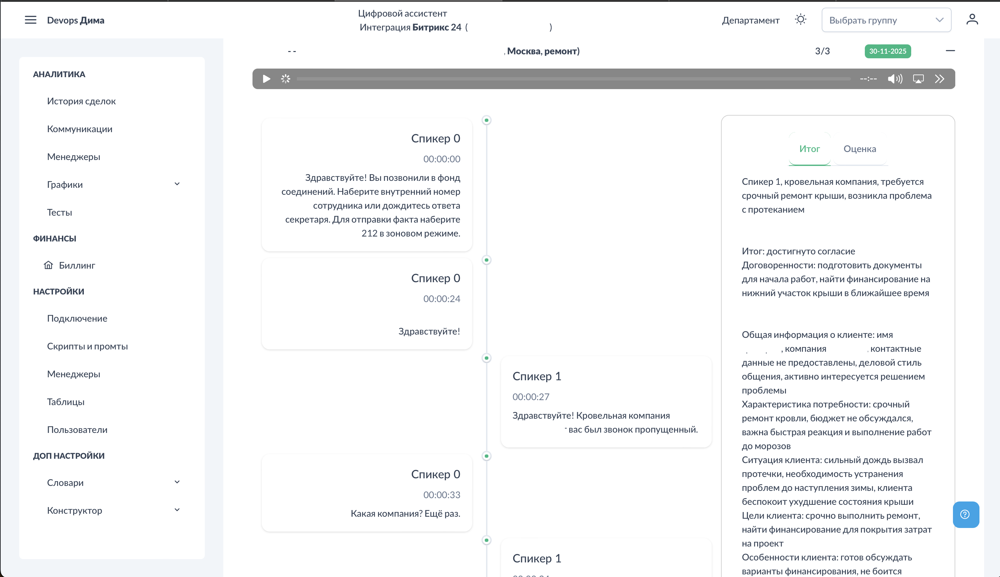 Devops Дима
Цифровой ассистент
Интеграция Битрикс 24 ( )
Департамент
Выбрать группу
- -
, Москва, ремонт)
3/3
30-11-2025
--:--
АНАЛИТИКА
История сделок
Коммуникации
Менеджеры
Графики
Тесты
ФИНАНСЫ
Биллинг
НАСТРОЙКИ
Подключение
Скрипты и промты
Менеджеры
Таблицы
Пользователи
ДОП НАСТРОЙКИ
Словари
Конструктор
Спикер 0
00:00:00
Здравствуйте! Вы позвонили в фонд
соединений. Наберите внутренний номер
сотрудника или дождитесь ответа
секретаря. Для отправки факта наберите
212 в зоновом режиме.
Спикер 0
00:00:24
Здравствуйте!
Спикер 1
00:00:27
Здравствуйте! Кровельная компания
вас был звонок пропущенный.
Спикер 0
00:00:33
Какая компания? Ещё раз.
Спикер 1
Итог
Оценка
Спикер 1, кровельная компания, требуется
срочный ремонт крыши, возникла проблема
с протеканием
Итог: достигнуто согласие
Договоренности: подготовить документы
для начала работ, найти финансирование на
нижний участок крыши в ближайшее время
Общая информация о клиенте: имя
, компания , контактные
данные не предоставлены, деловой стиль
общения, активно интересуется решением
проблемы
Характеристика потребности: срочный
ремонт кровли, бюджет не обсуждался,
важна быстрая реакция и выполнение работ
до морозов
Ситуация клиента: сильный дождь вызвал
протечки, необходимость устранения
проблем до наступления зимы, клиента
беспокоит ухудшение состояния крыши
Цели клиента: срочно выполнить ремонт,
найти финансирование для покрытия затрат
на проект
Особенности клиента: готов обсуждать
варианты финансирования, не боится